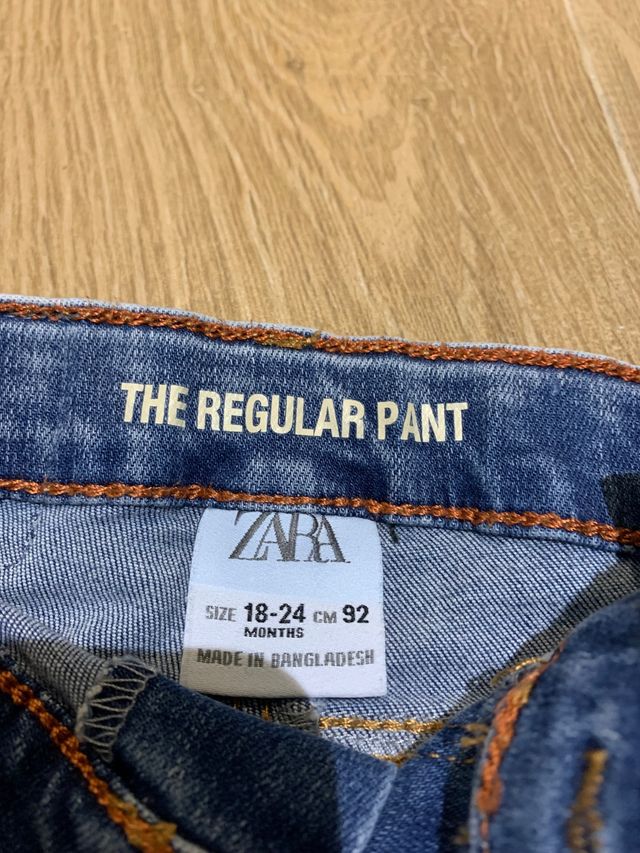 THE REGULAR PANT
ZARA
SIZE 18-24 CM 92
MONTHS
MADE IN BANGLADESH